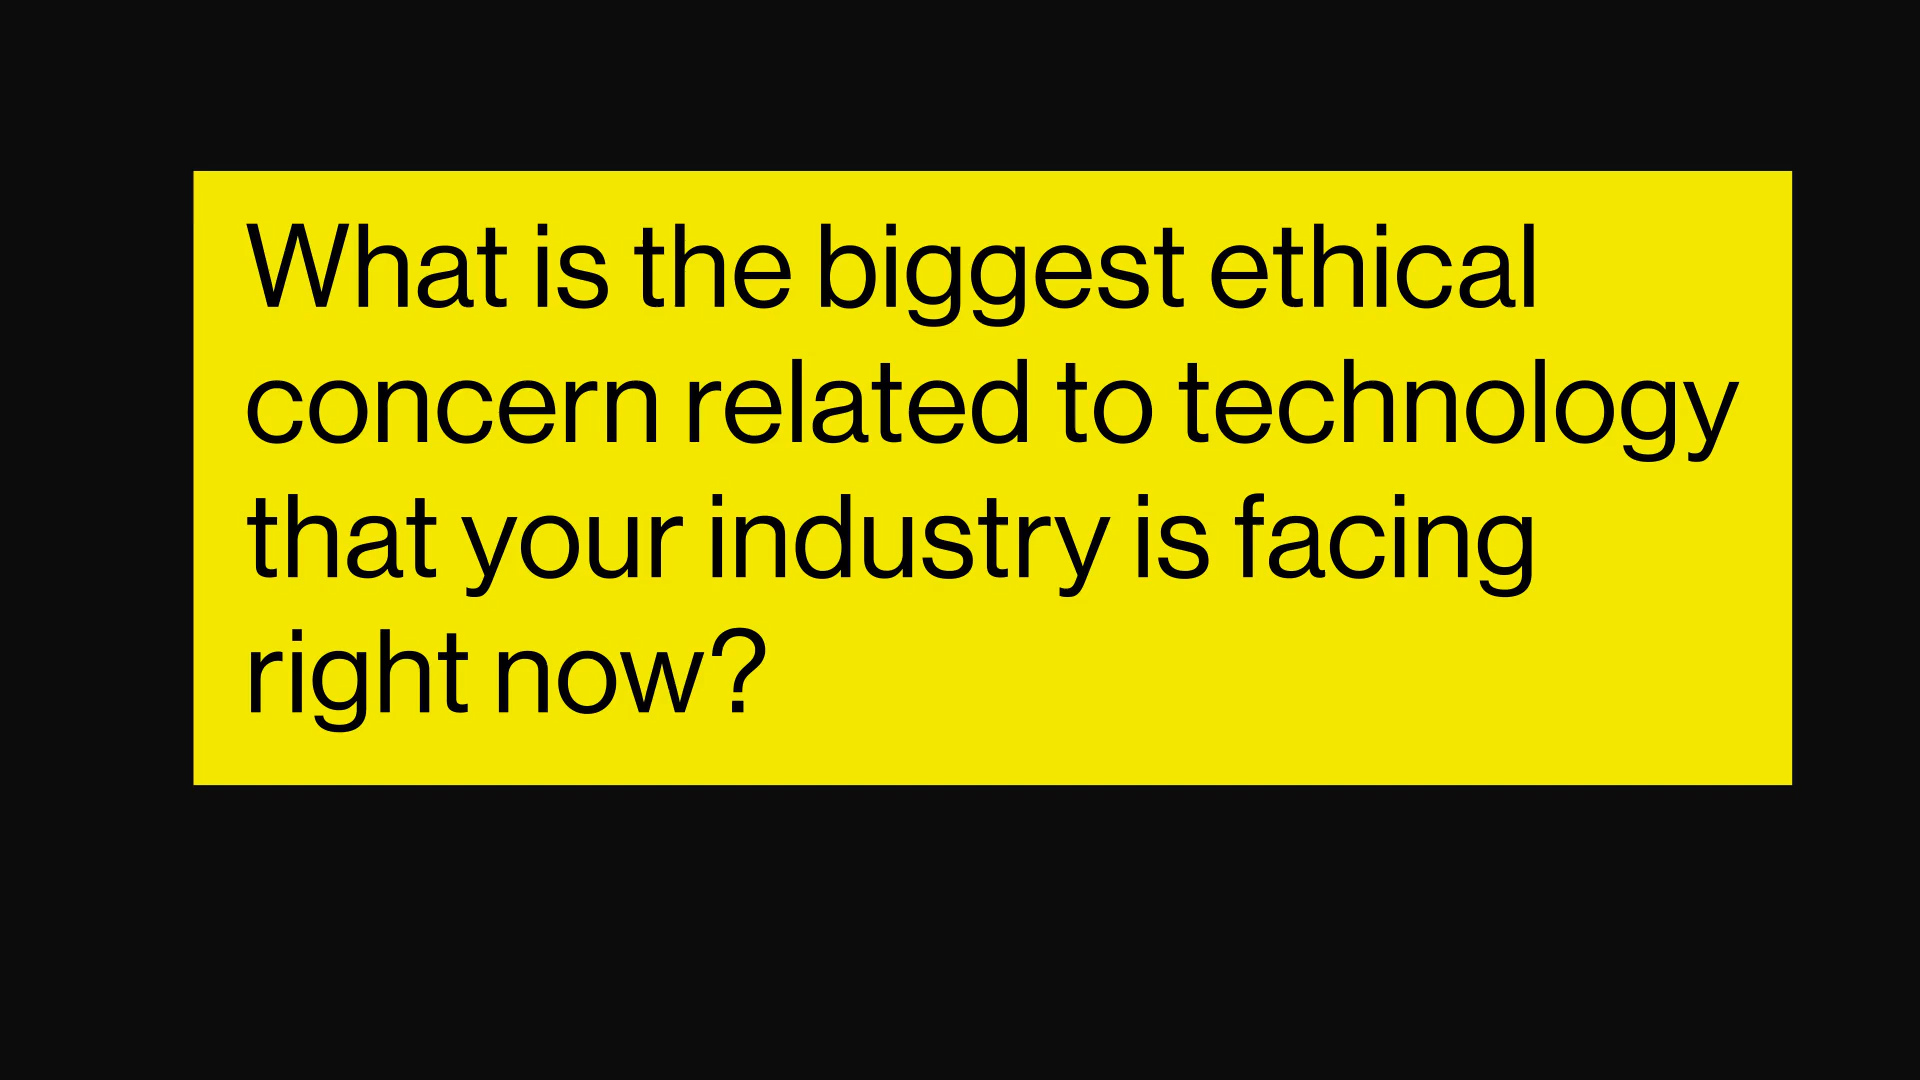 What is the biggest ethical
concern related to technology
that your industry is facing
right now?